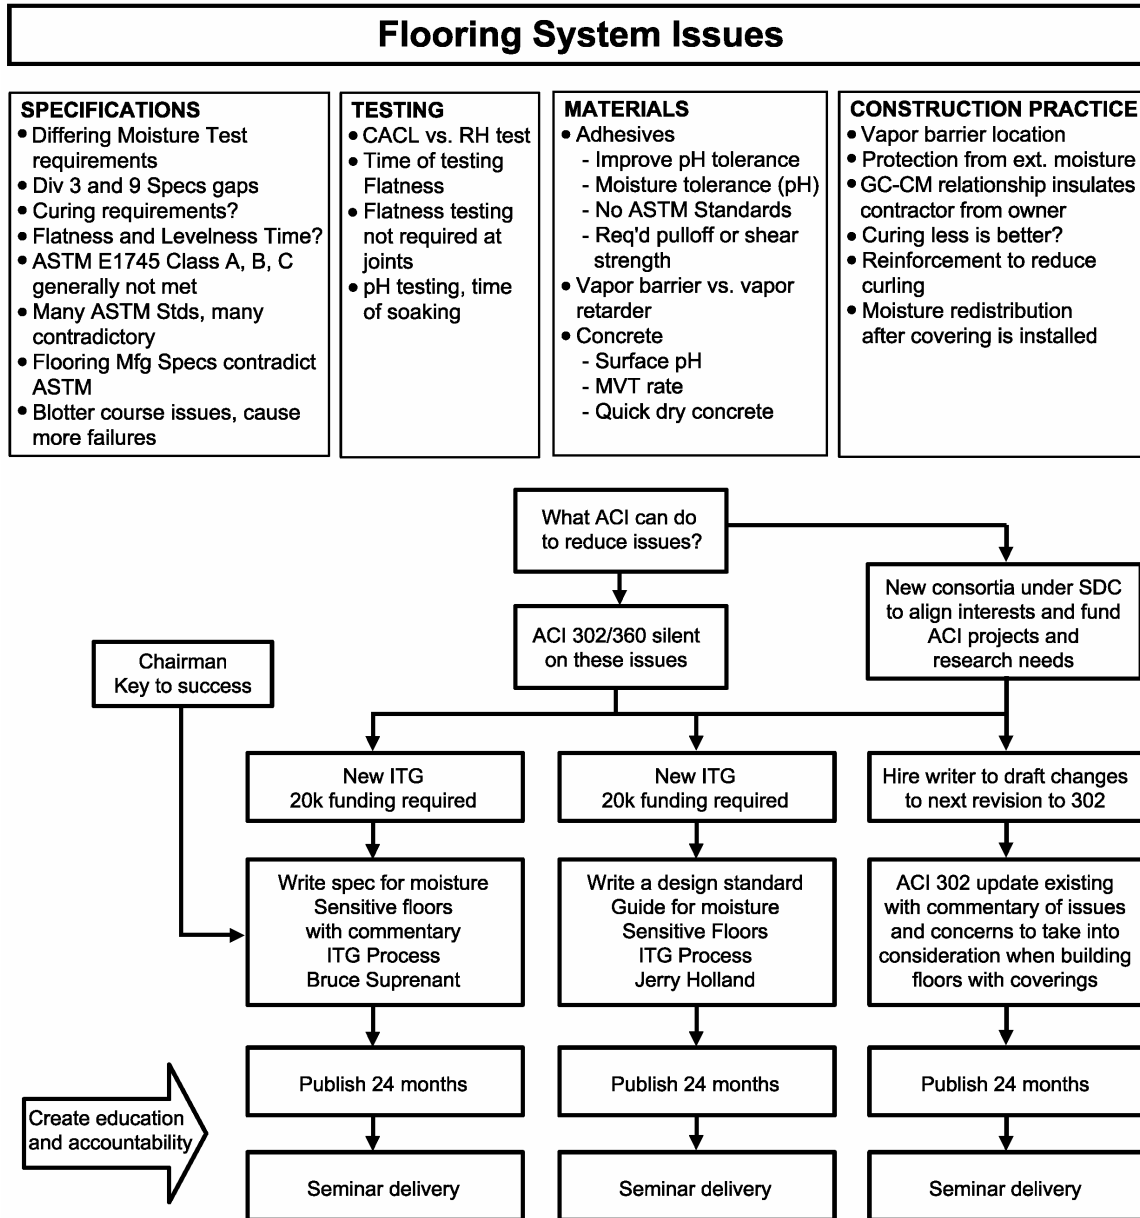 Flooring System Issues
SPECIFICATIONS
• Differing Moisture Test
requirements
• Div 3 and 9 Specs gaps
• Curing requirements?
• Flatness and Levelness Time?
• ASTM E1745 Class A, B, C
generally not met
• Many ASTM Stds, many
contradictory
• Flooring Mfg Specs contradict
ASTM
• Blotter course issues, cause
more failures
TESTING
• CACL vs. RH test
• Time of testing
Flatness
• Flatness testing
not required at
joints
• pH testing, time
of soaking
MATERIALS
• Adhesives
- Improve pH tolerance
- Moisture tolerance (pH)
- No ASTM Standards
- Req'd pulloff or shear
strength
• Vapor barrier vs. vapor
retarder
• Concrete
- Surface pH
- MVT rate
- Quick dry concrete
CONSTRUCTION PRACTICE
• Vapor barrier location
• Protection from ext. moisture
• GC-CM relationship insulates
contractor from owner
• Curing less is better?
• Reinforcement to reduce
curling
• Moisture redistribution
after covering is installed
What ACI can do
to reduce issues?
New consortia under SDC
to align interests and fund
ACI projects and
research needs
ACI 302/360 silent
on these issues
Chairman
Key to success
New ITG
20k funding required
New ITG
20k funding required
Hire writer to draft changes
to next revision to 302
Write spec for moisture
Sensitive floors
with commentary
ITG Process
Bruce Suprenant
Write a design standard
Guide for moisture
Sensitive Floors
ITG Process
Jerry Holland
ACI 302 update existing
with commentary of issues
and concerns to take into
consideration when building
floors with coverings
Publish 24 months
Publish 24 months
Publish 24 months
Create education
and accountability
Seminar delivery
Seminar delivery
Seminar delivery